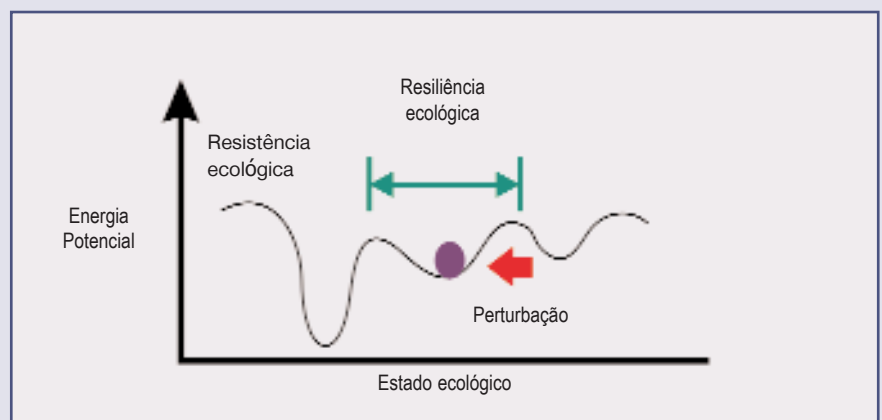 Resiliência
ecológica
Resistência
ecológica
Energia
Potencial
Perturbação
Estado ecológico